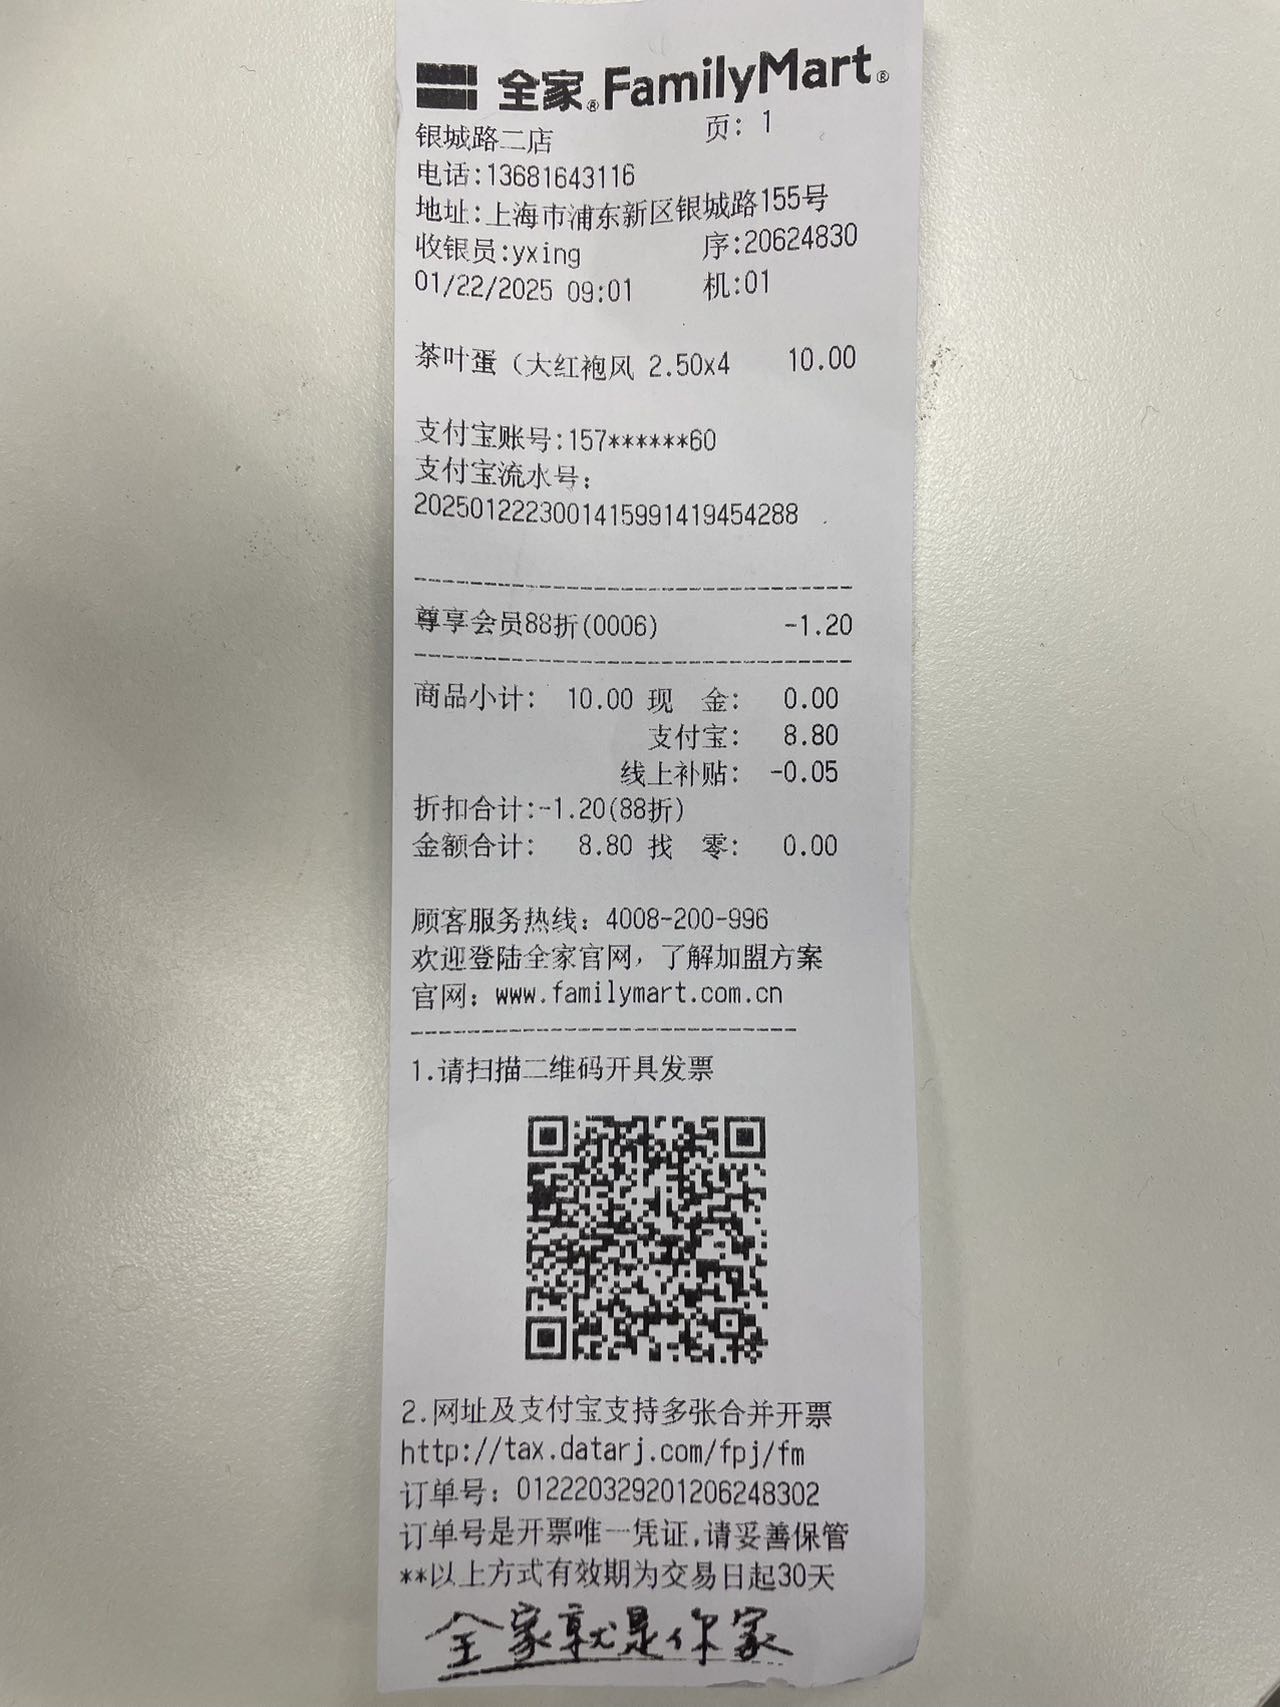 全家® FamilyMart®
银城路二店 页: 1
电话:13681643116
地址:上海市浦东新区银城路155号
收银员:yxing 序:20624830
01/22/2025 09:01 机:01
茶叶蛋（大红袍风 2.50x4 10.00
支付宝账号:157******60
支付宝流水号:
2025012223001415991419454288
尊享会员88折(0006) -1.20
商品小计: 10.00 现 金: 0.00
支付宝: 8.80
线上补贴: -0.05
折扣合计:-1.20(88折)
金额合计: 8.80 找 零: 0.00
顾客服务热线: 4008-200-996
欢迎登陆全家官网，了解加盟方案
官网: www.familymart.com.cn
1.请扫描二维码开具发票
2.网址及支付宝支持多张合并开票
http://tax.datarj.com/fpj/fm
订单号: 012220329201206248302
订单号是开票唯一凭证,请妥善保管
**以上方式有效期为交易日起30天
全家就是你家